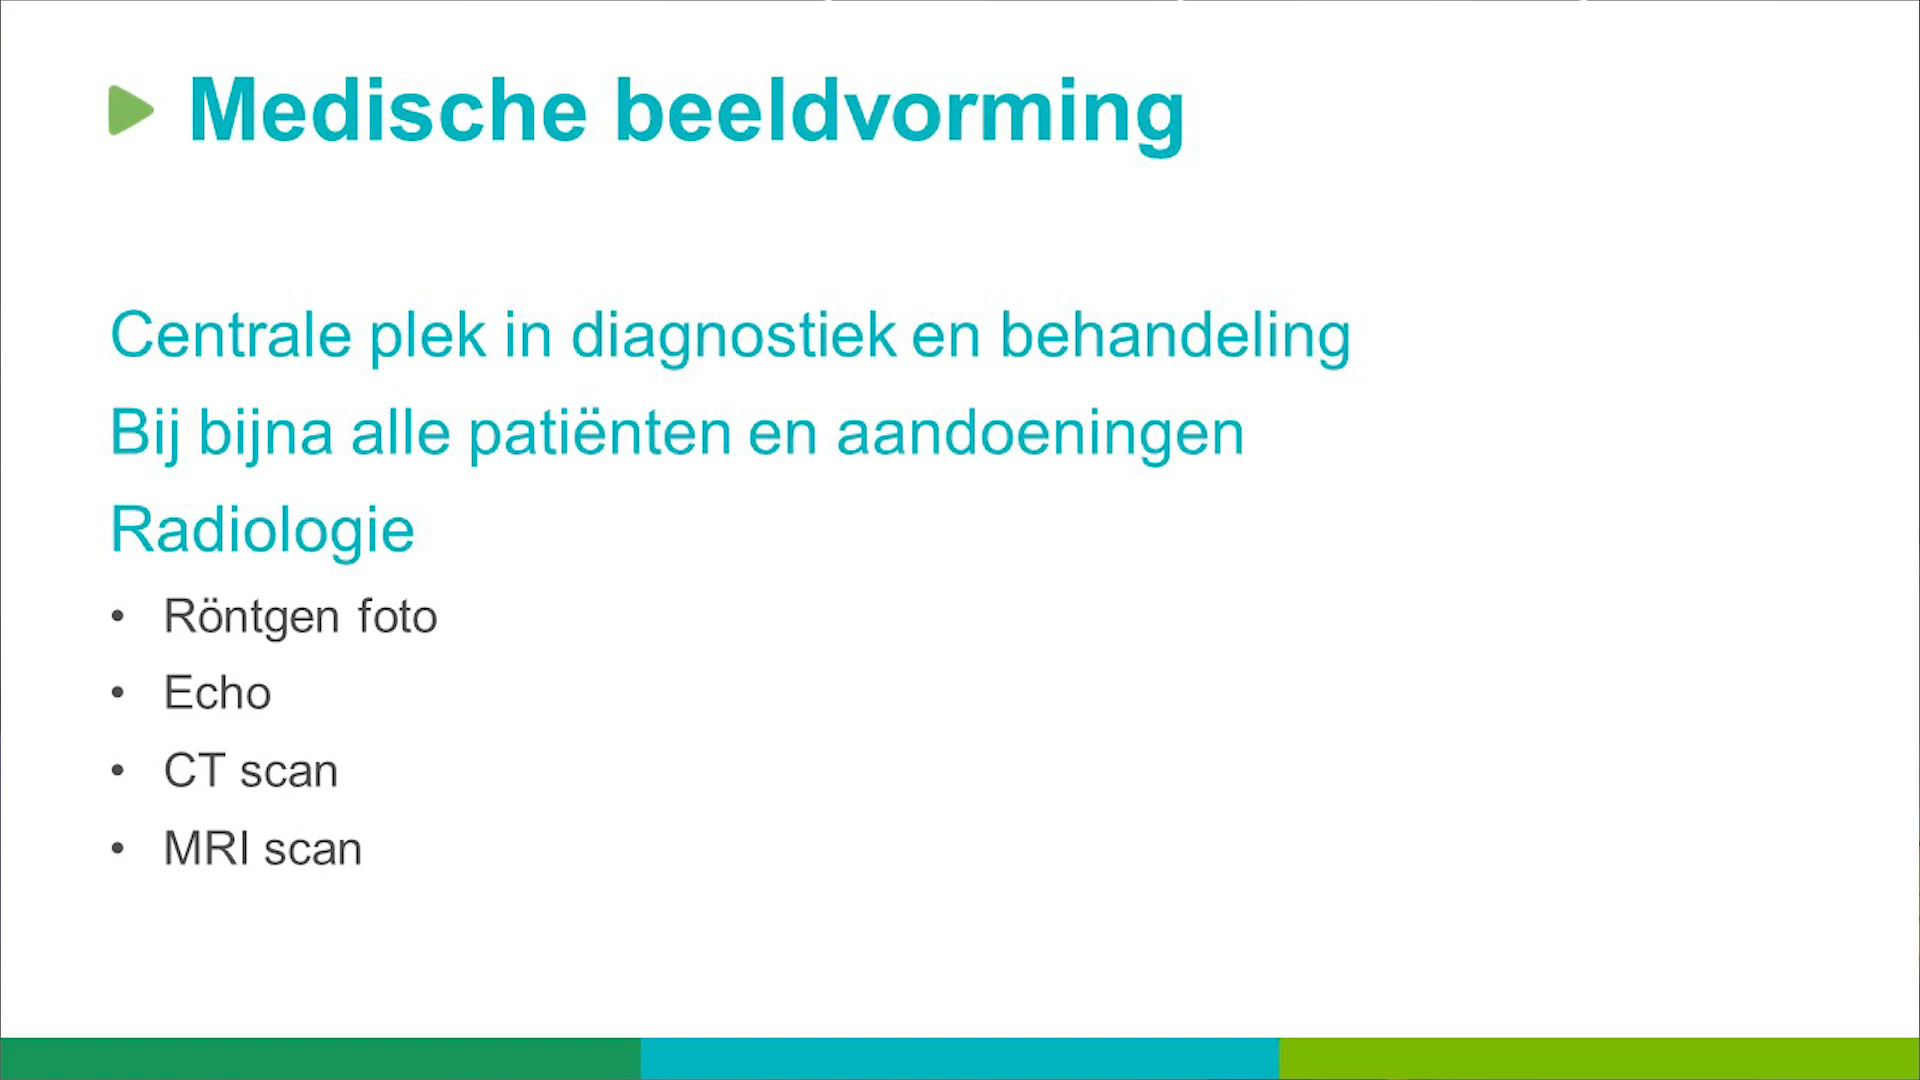 Medische beeldvorming
Centrale plek in diagnostiek en behandeling
Bij bijna alle patiënten en aandoeningen
Radiologie
• Röntgen foto
• Echo
• CT scan
• MRI scan